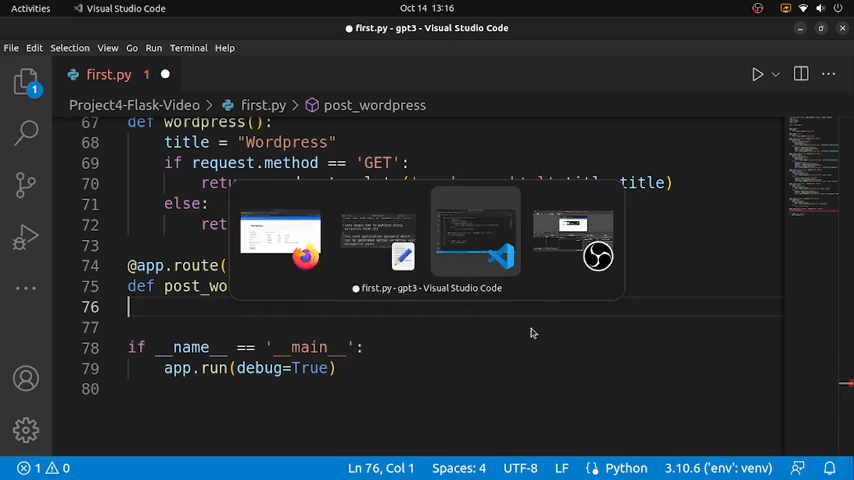 Activities
Visual Studio Code
Oct 14 13:16
first.py - gpt3 - Visual Studio Code
File Edit Selection View Go Run Terminal Help
first.py 1
Project4-Flask-Video > first.py > post_wordpress
67 def wordpress():
68 title = "Wordpress"
69 if request.method == 'GET':
70 title)
71 else:
72 ret
73
74 @app.route(
75 def post_wo
76
77
78 if __name__ == '__main__':
79 app.run(debug=True)
80
first.py - gpt3 - Visual Studio Code
1
1 0 Ln 76, Col 1 Spaces: 4 UTF-8 LF Python 3.10.6 ('env': venv)